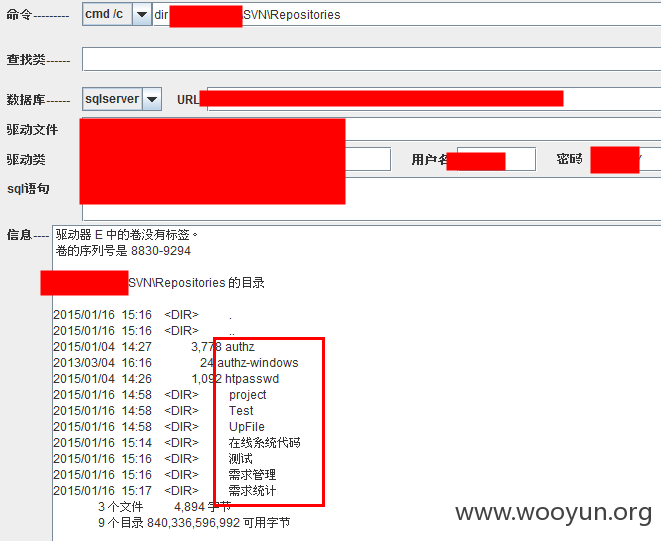 命令--------- cmd /c dir \SVN\Repositories
查找类------
数据库------ sqlserver URL
驱动文件
驱动类 用户名 密码
sql语句
信息---- 驱动器 E 中的卷没有标签。
卷的序列号是 8830-9294
SVN\Repositories 的目录
2015/01/16 15:16 <DIR> .
2015/01/16 15:16 <DIR> ..
2015/01/04 14:27 3,778 authz
2013/03/04 16:16 24 authz-windows
2015/01/04 14:26 1,092 htpasswd
2015/01/16 14:58 <DIR> project
2015/01/16 14:58 <DIR> Test
2015/01/16 14:58 <DIR> UpFile
2015/01/16 15:14 <DIR> 在线系统代码
2015/01/16 15:16 <DIR> 测试
2015/01/16 15:16 <DIR> 需求管理
2015/01/16 15:17 <DIR> 需求统计
3 个文件 4,894 字节
9 个目录 840,336,596,992 可用字节
www.wooyun.org